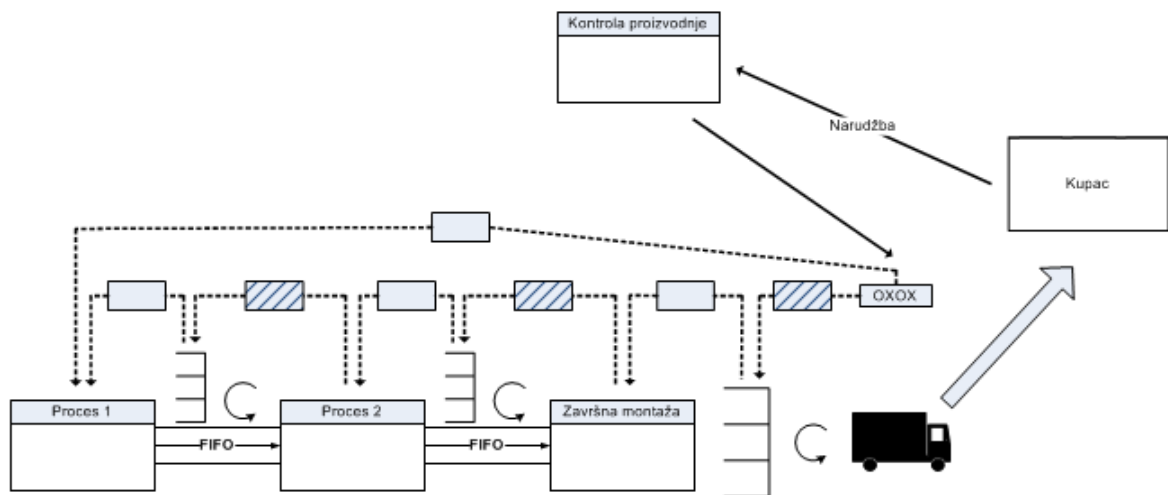 Kontrola proizvodnje
Narudžba
Kupac
OXOX
Proces 1
Proces 2
Završna montaža
FIFO
FIFO